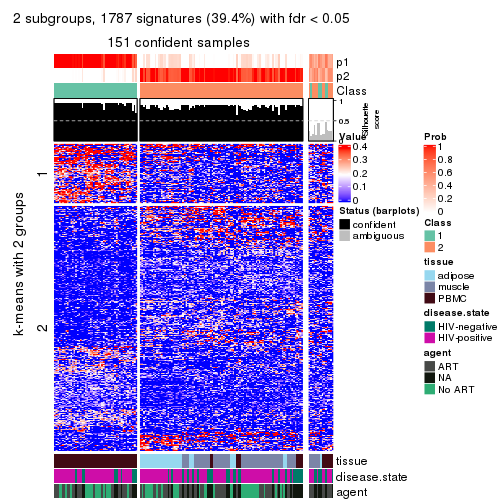 2 subgroups, 1787 signatures (39.4%) with fdr < 0.05
151 confident samples
p1
p2
Class
1
0.5
0
Silhouette
score
k-means with 2 groups
1
2
Value
0.4
0.3
0.2
0.1
0
Status (barplots)
confident
ambiguous
Prob
1
0.8
0.6
0.4
0.2
0
Class
1
2
tissue
adipose
muscle
PBMC
disease.state
HIV-negative
HIV-positive
agent
ART
NA
No ART
tissue
disease.state
agent